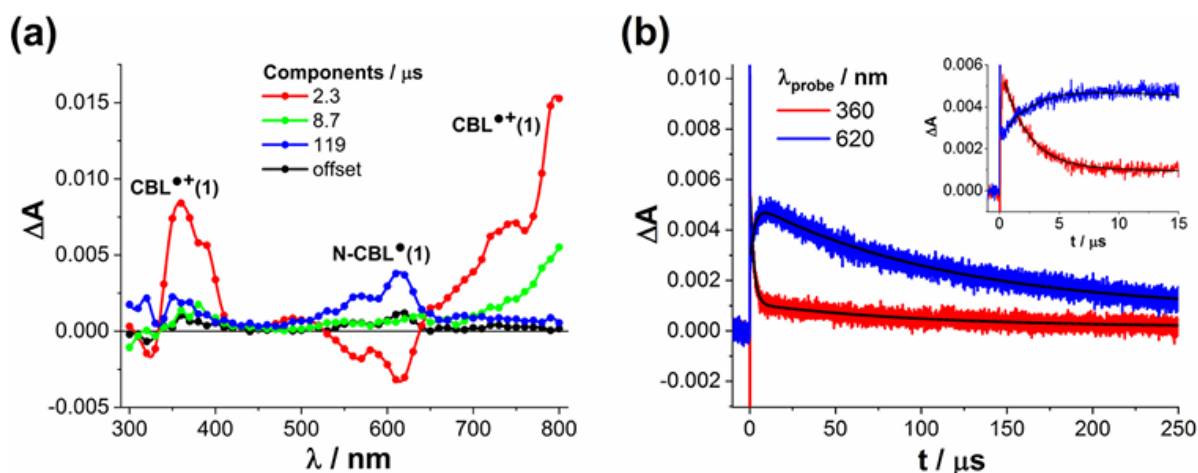 (a)
Components / μs
2.3
8.7
119
offset
CBL●+(1)
CBL●+(1)
N-CBL●(1)
0.015
0.010
0.005
0.000
-0.005
ΔA
300 400 500 600 700 800
λ / nm
(b)
λprobe / nm
360
620
0.010
0.008
0.006
0.004
0.002
0.000
-0.002
ΔA
0 50 100 150 200 250
t / μs
0.006
0.004
0.002
0.000
ΔA
0 5 10 15
t / μs